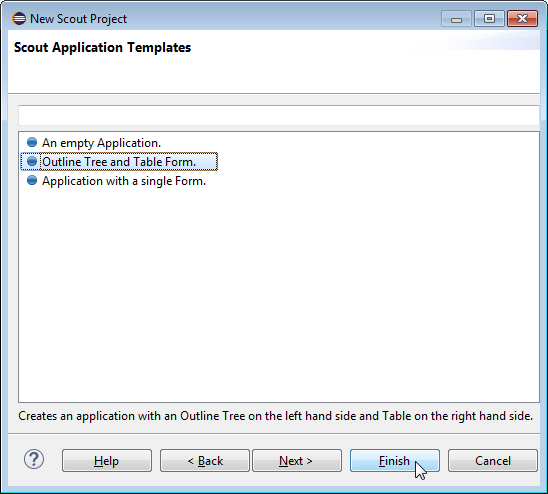 New Scout Project
Scout Application Templates
An empty Application.
Outline Tree and Table Form.
Application with a single Form.
Creates an application with an Outline Tree on the left hand side and Table on the right hand side.
? Help < Back Next > Finish Cancel